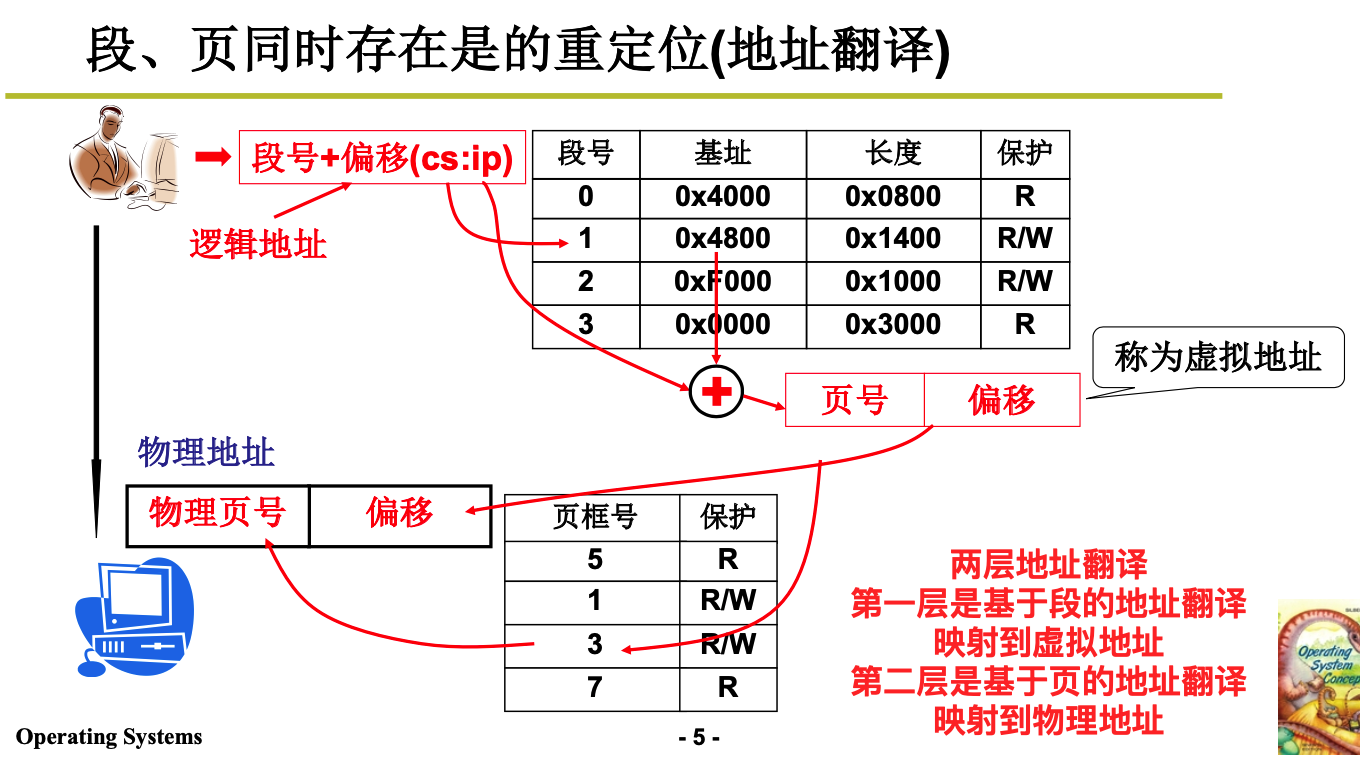 段、页同时存在是的重定位(地址翻译)
段号+偏移(cs:ip)
逻辑地址
段号 基址 长度 保护
0 0x4000 0x0800 R
1 0x4800 0x1400 R/W
2 0xF000 0x1000 R/W
3 0x0000 0x3000 R
称为虚拟地址
+
页号 偏移
物理地址
物理页号 偏移
页框号 保护
5 R
1 R/W
3 R/W
7 R
两层地址翻译
第一层是基于段的地址翻译
映射到虚拟地址
第二层是基于页的地址翻译
映射到物理地址
Operating
System
Operating Systems
- 5 -